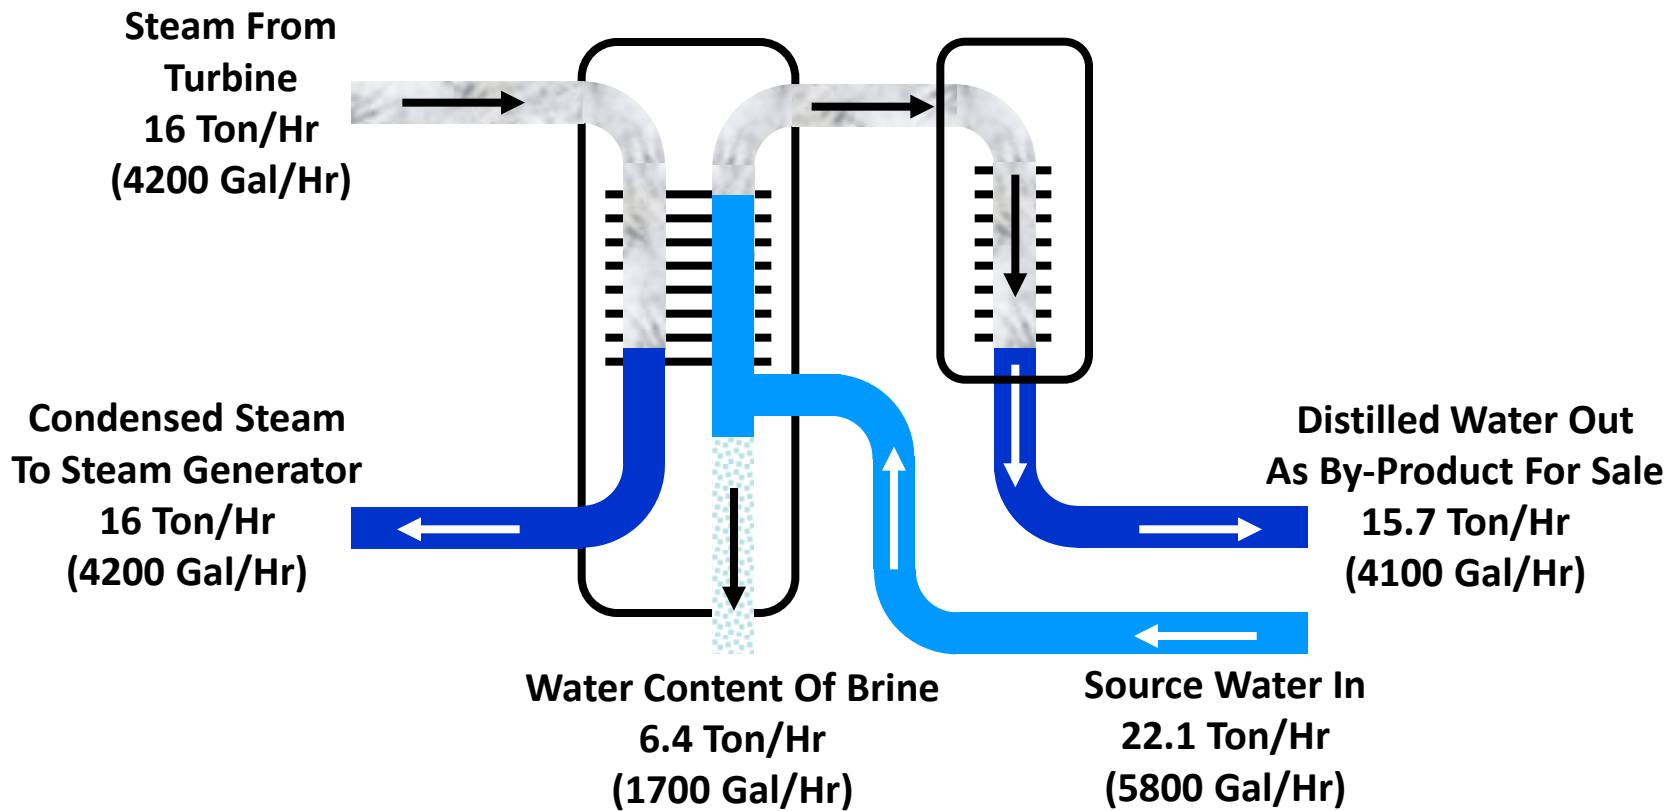 Steam From
Turbine
16 Ton/Hr
(4200 Gal/Hr)
Condensed Steam
To Steam Generator
16 Ton/Hr
(4200 Gal/Hr)
Distilled Water Out
As By-Product For Sale
15.7 Ton/Hr
(4100 Gal/Hr)
Water Content Of Brine
6.4 Ton/Hr
(1700 Gal/Hr)
Source Water In
22.1 Ton/Hr
(5800 Gal/Hr)